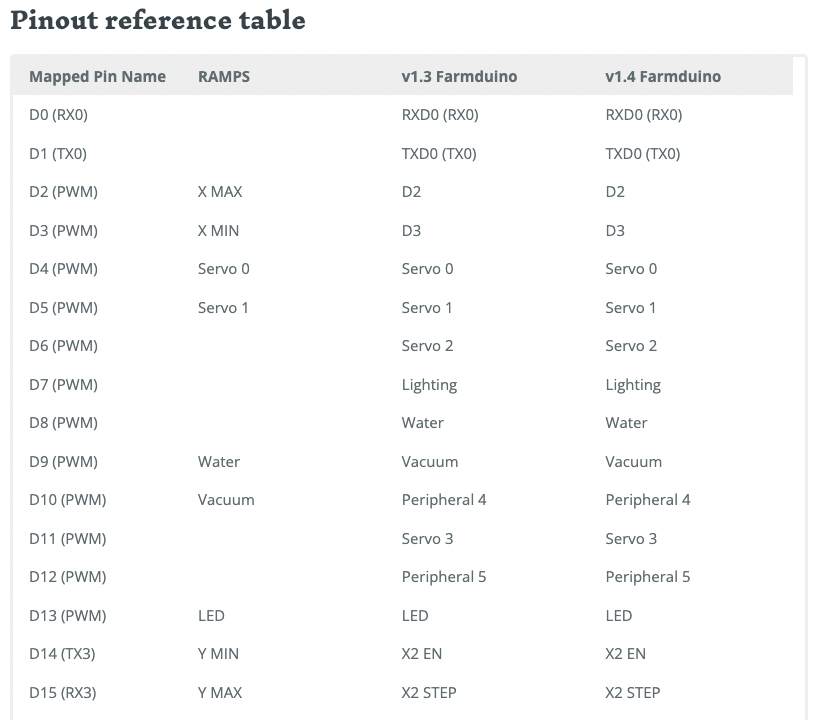 Pinout reference table
Mapped Pin Name RAMPS v1.3 Farmduino v1.4 Farmduino
D0 (RX0) RXD0 (RX0) RXD0 (RX0)
D1 (TX0) TXD0 (TX0) TXD0 (TX0)
D2 (PWM) X MAX D2 D2
D3 (PWM) X MIN D3 D3
D4 (PWM) Servo 0 Servo 0 Servo 0
D5 (PWM) Servo 1 Servo 1 Servo 1
D6 (PWM) Servo 2 Servo 2
D7 (PWM) Lighting Lighting
D8 (PWM) Water Water
D9 (PWM) Water Vacuum Vacuum
D10 (PWM) Vacuum Peripheral 4 Peripheral 4
D11 (PWM) Servo 3 Servo 3
D12 (PWM) Peripheral 5 Peripheral 5
D13 (PWM) LED LED LED
D14 (TX3) Y MIN X2 EN X2 EN
D15 (RX3) Y MAX X2 STEP X2 STEP